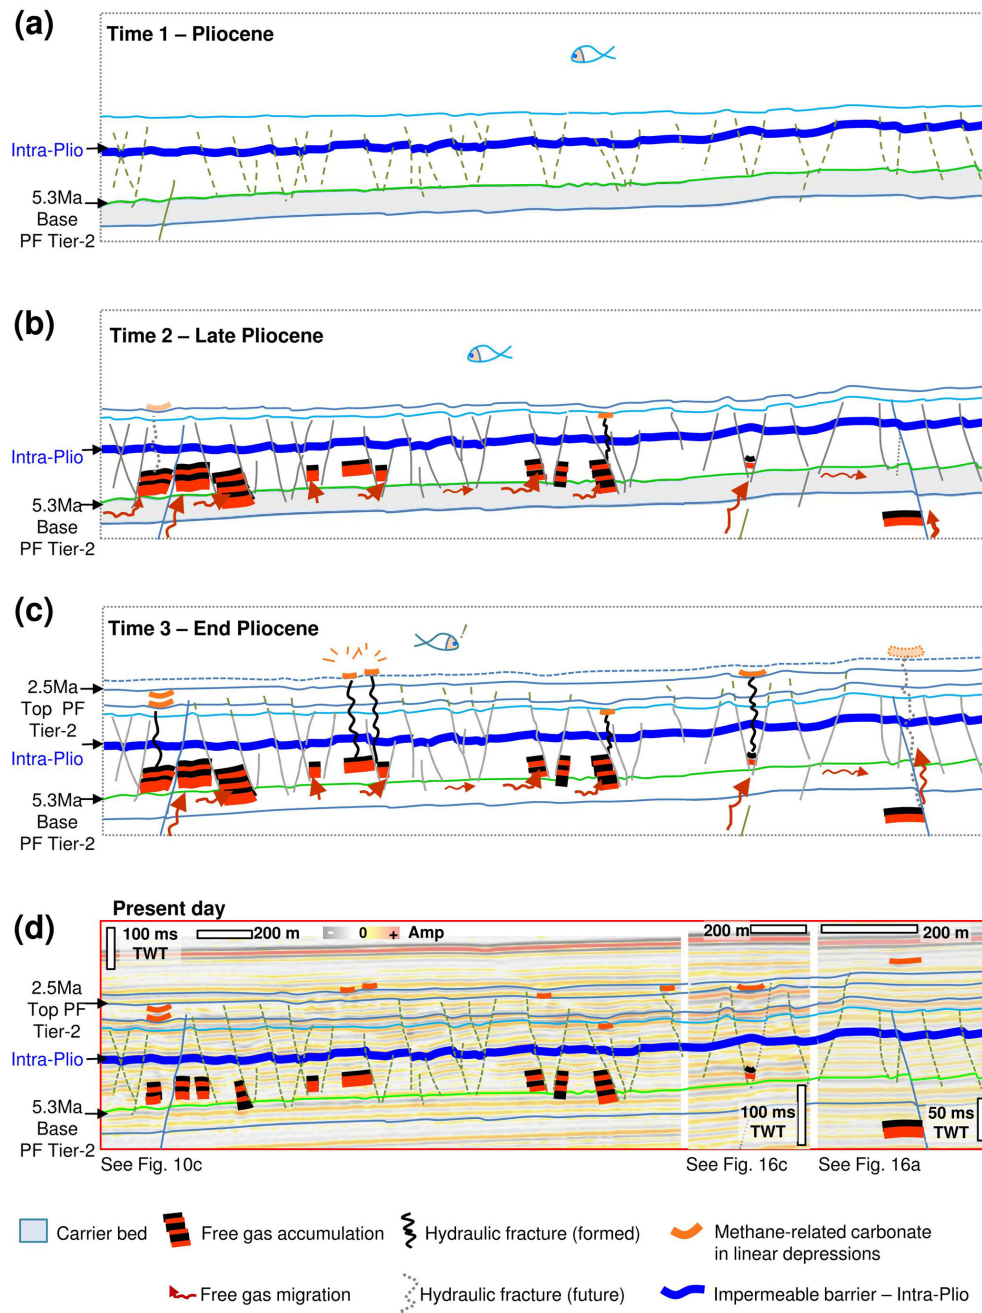 (a)
Time 1 – Pliocene
Intra-Plio
5.3Ma
Base
PF Tier-2
(b)
Time 2 – Late Pliocene
Intra-Plio
5.3Ma
Base
PF Tier-2
(c)
Time 3 – End Pliocene
2.5Ma
Top PF
Tier-2
Intra-Plio
5.3Ma
Base
PF Tier-2
(d)
Present day
100 ms
TWT
200 m
- 0 + Amp
200 m
200 m
2.5Ma
Top PF
Tier-2
Intra-Plio
5.3Ma
Base
PF Tier-2
100 ms
TWT
50 ms
TWT
See Fig. 10c
See Fig. 16c
See Fig. 16a
Carrier bed
Free gas accumulation
Hydraulic fracture (formed)
Methane-related carbonate
in linear depressions
Free gas migration
Hydraulic fracture (future)
Impermeable barrier – Intra-Plio